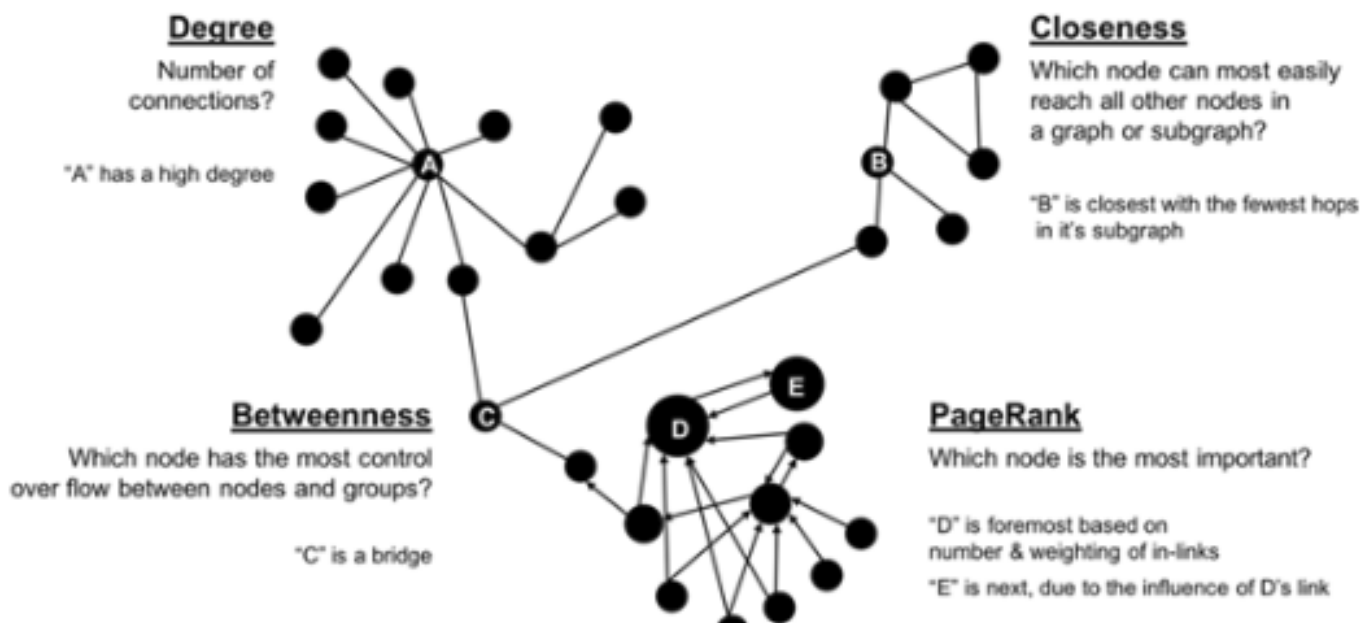 Degree
Number of
connections?
"A" has a high degree
A
Closeness
Which node can most easily
reach all other nodes in
a graph or subgraph?
"B" is closest with the fewest hops
in it's subgraph
B
Betweenness
Which node has the most control
over flow between nodes and groups?
"C" is a bridge
C
D
E
PageRank
Which node is the most important?
"D" is foremost based on
number & weighting of in-links
"E" is next, due to the influence of D's link